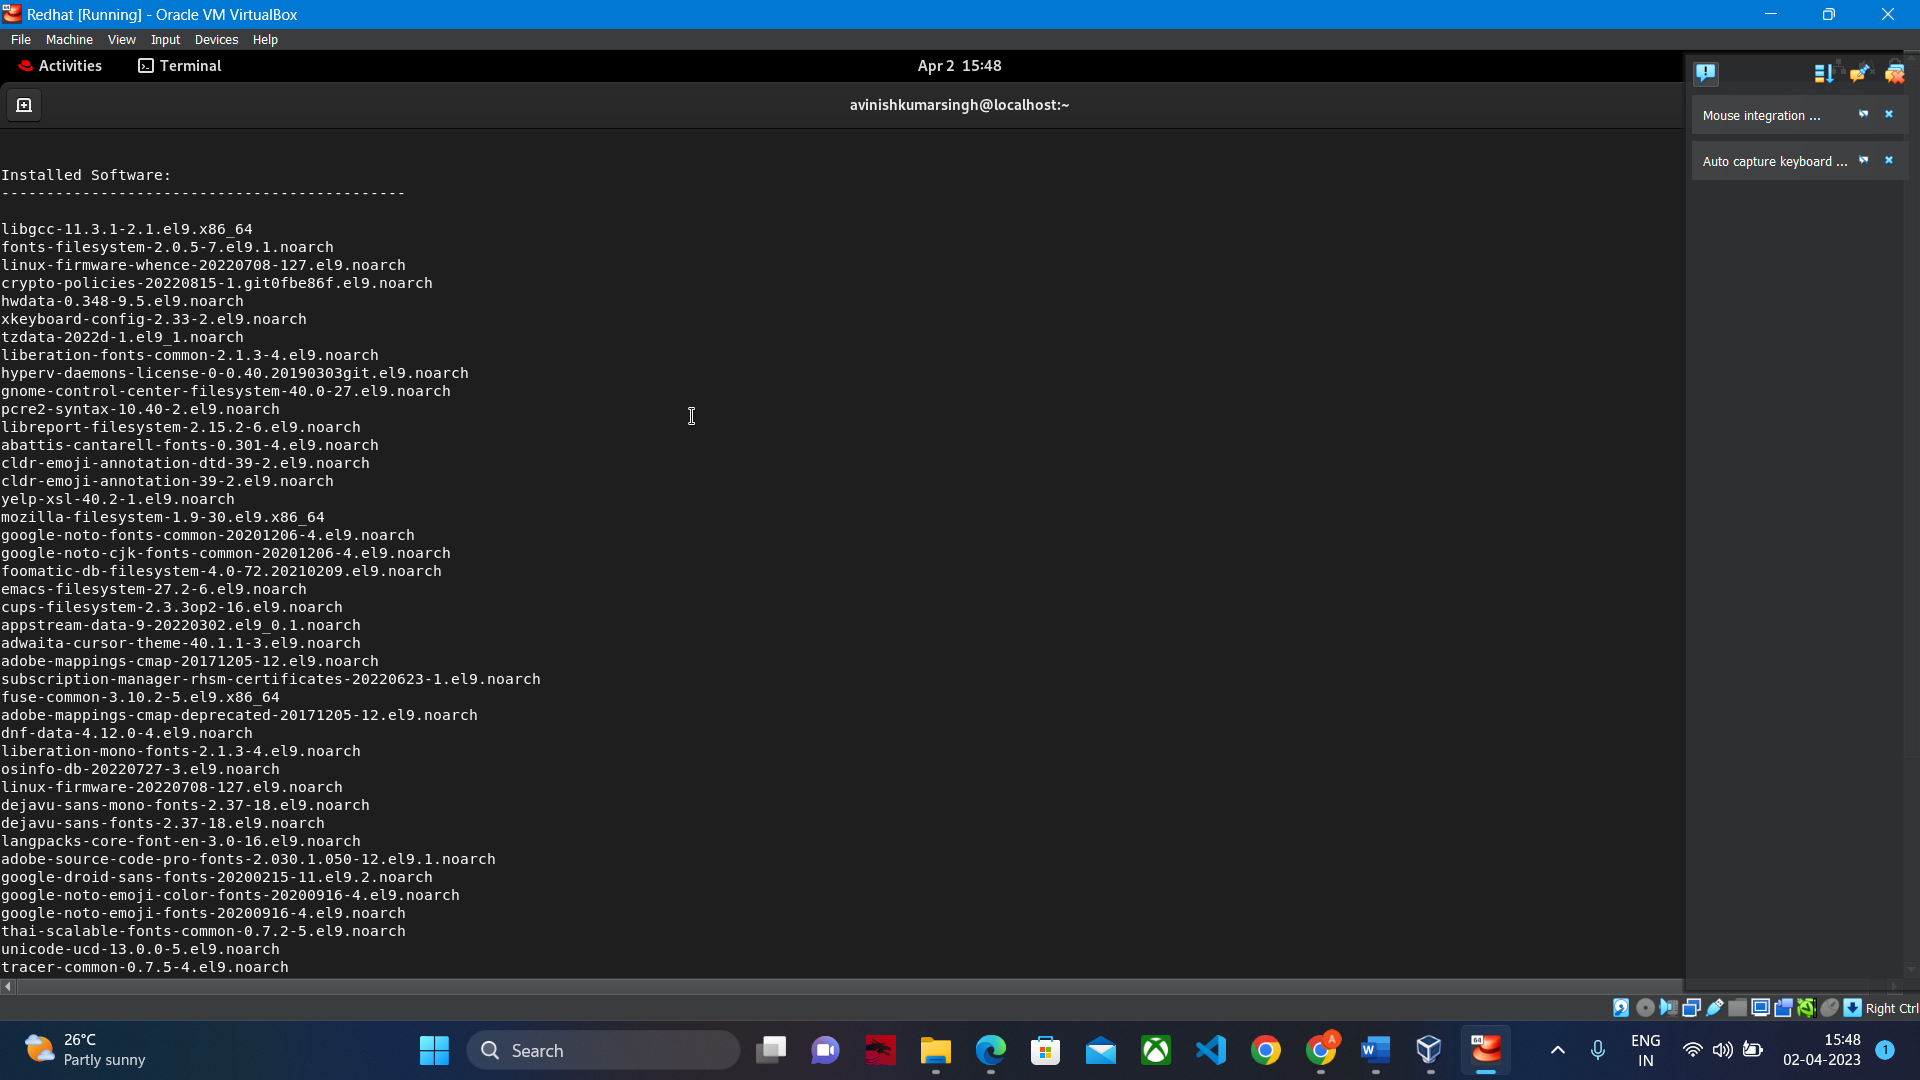 Redhat [Running] - Oracle VM VirtualBox
File Machine View Input Devices Help
Activities Terminal Apr 2 15:48
avinishkumarsingh@localhost:~
Mouse integration ...
Auto capture keyboard ...
Installed Software:
---------------------------------------------
libgcc-11.3.1-2.1.el9.x86_64
fonts-filesystem-2.0.5-7.el9.1.noarch
linux-firmware-whence-20220708-127.el9.noarch
crypto-policies-20220815-1.git0fbe86f.el9.noarch
hwdata-0.348-9.5.el9.noarch
xkeyboard-config-2.33-2.el9.noarch
tzdata-2022d-1.el9_1.noarch
liberation-fonts-common-2.1.3-4.el9.noarch
hyperv-daemons-license-0-0.40.20190303git.el9.noarch
gnome-control-center-filesystem-40.0-27.el9.noarch
pcre2-syntax-10.40-2.el9.noarch
libreport-filesystem-2.15.2-6.el9.noarch
abattis-cantarell-fonts-0.301-4.el9.noarch
cldr-emoji-annotation-dtd-39-2.el9.noarch
cldr-emoji-annotation-39-2.el9.noarch
yelp-xsl-40.2-1.el9.noarch
mozilla-filesystem-1.9-30.el9.x86_64
google-noto-fonts-common-20201206-4.el9.noarch
google-noto-cjk-fonts-common-20201206-4.el9.noarch
foomatic-db-filesystem-4.0-72.20210209.el9.noarch
emacs-filesystem-27.2-6.el9.noarch
cups-filesystem-2.3.3op2-16.el9.noarch
appstream-data-9-20220302.el9_0.1.noarch
adwaita-cursor-theme-40.1.1-3.el9.noarch
adobe-mappings-cmap-20171205-12.el9.noarch
subscription-manager-rhsm-certificates-20220623-1.el9.noarch
fuse-common-3.10.2-5.el9.x86_64
adobe-mappings-cmap-deprecated-20171205-12.el9.noarch
dnf-data-4.12.0-4.el9.noarch
liberation-mono-fonts-2.1.3-4.el9.noarch
osinfo-db-20220727-3.el9.noarch
linux-firmware-20220708-127.el9.noarch
dejavu-sans-mono-fonts-2.37-18.el9.noarch
dejavu-sans-fonts-2.37-18.el9.noarch
langpacks-core-font-en-3.0-16.el9.noarch
adobe-source-code-pro-fonts-2.030.1.050-12.el9.1.noarch
google-droid-sans-fonts-20200215-11.el9.2.noarch
google-noto-emoji-color-fonts-20200916-4.el9.noarch
google-noto-emoji-fonts-20200916-4.el9.noarch
thai-scalable-fonts-common-0.7.2-5.el9.noarch
unicode-ucd-13.0.0-5.el9.noarch
tracer-common-0.7.5-4.el9.noarch
Right Ctrl
26°C
Partly sunny
Search
A
64
ENG
IN
15:48
02-04-2023
1